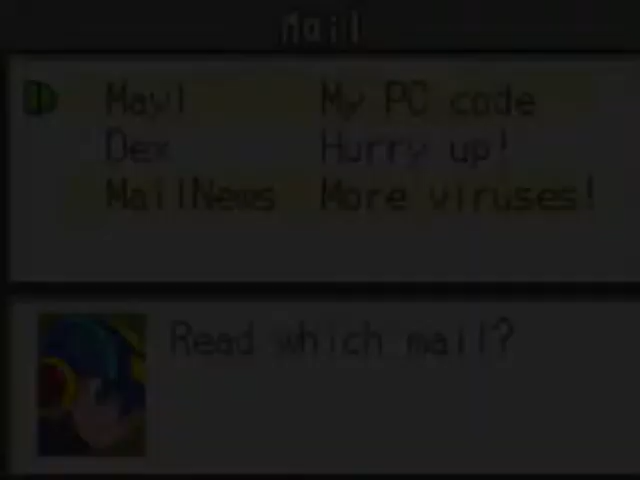 Mail
Mayl My PC code
Dex Hurry up!
MailNews More viruses!
Read which mail?